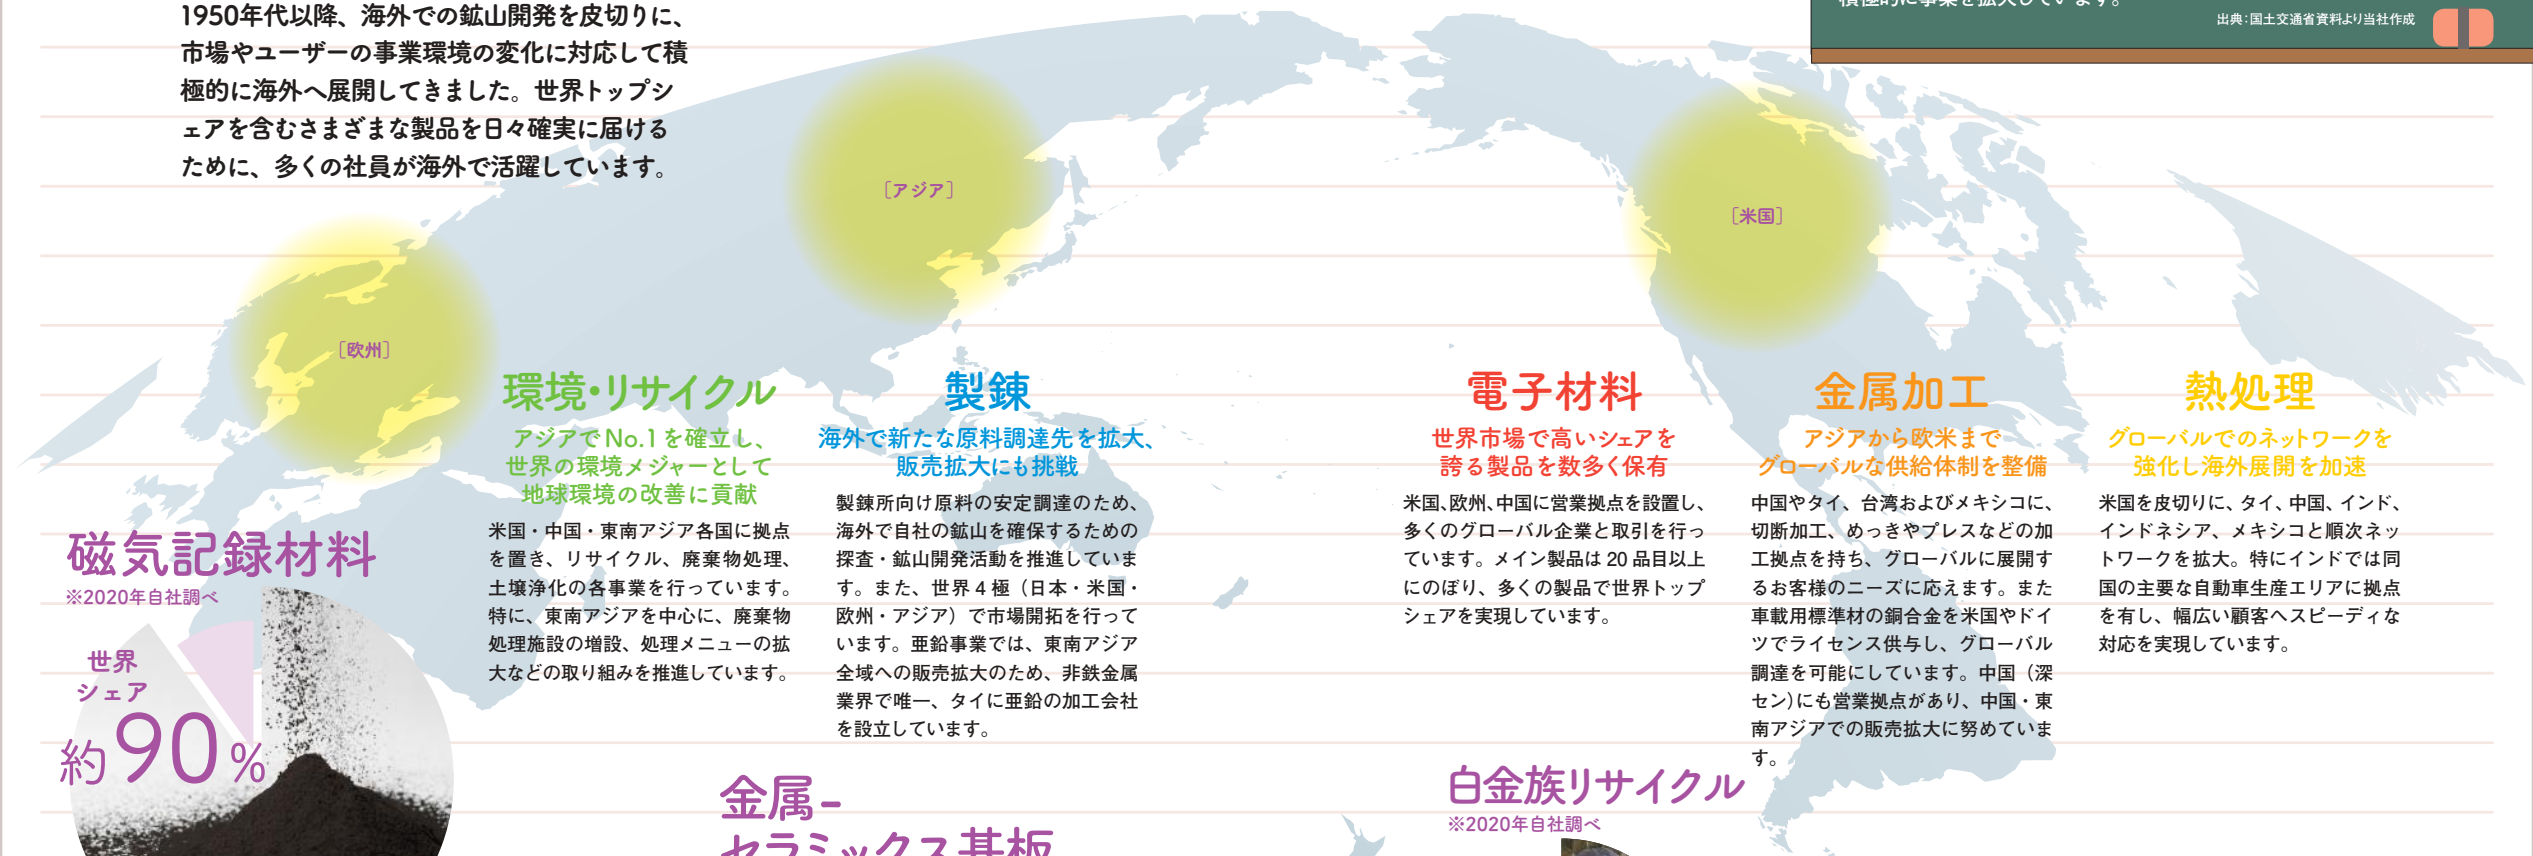 1950年代以降、海外での鉱山開発を皮切りに、
市場やユーザーの事業環境の変化に対応して積
極的に海外へ展開してきました。世界トップシ
ェアを含むさまざまな製品を日々確実に届ける
ために、多くの社員が海外で活躍しています。
積極的に事業を拡大しています。
出典:国土交通省資料より当社作成
［アジア］
［米国］
［欧州］
環境・リサイクル
アジアでNo.1を確立し、
世界の環境メジャーとして
地球環境の改善に貢献
米国・中国・東南アジア各国に拠点
を置き、リサイクル、廃棄物処理、
土壌浄化の各事業を行っています。
特に、東南アジアを中心に、廃棄物
処理施設の増設、処理メニューの拡
大などの取り組みを推進しています。
製錬
海外で新たな原料調達先を拡大、
販売拡大にも挑戦
製錬所向け原料の安定調達のため、
海外で自社の鉱山を確保するための
探査・鉱山開発活動を推進していま
す。また、世界4極（日本・米国・
欧州・アジア）で市場開拓を行って
います。亜鉛事業では、東南アジア
全域への販売拡大のため、非鉄金属
業界で唯一、タイに亜鉛の加工会社
を設立しています。
電子材料
世界市場で高いシェアを
誇る製品を数多く保有
米国、欧州、中国に営業拠点を設置し、
多くのグローバル企業と取引を行っ
ています。メイン製品は20品目以上
にのぼり、多くの製品で世界トップ
シェアを実現しています。
金属加工
アジアから欧米まで
グローバルな供給体制を整備
中国やタイ、台湾およびメキシコに、
切断加工、めっきやプレスなどの加
工拠点を持ち、グローバルに展開す
るお客様のニーズに応えます。また
車載用標準材の銅合金を米国やドイ
ツでライセンス供与し、グローバル
調達を可能にしています。中国（深
セン）にも営業拠点があり、中国・東
南アジアでの販売拡大に努めていま
す。
熱処理
グローバルでのネットワークを
強化し海外展開を加速
米国を皮切りに、タイ、中国、インド、
インドネシア、メキシコと順次ネッ
トワークを拡大。特にインドでは同
国の主要な自動車生産エリアに拠点
を有し、幅広い顧客へスピーディな
対応を実現しています。
磁気記録材料
※2020年自社調べ
世界
シェア
約90%
金属-
セラミックス基板
白金族リサイクル
※2020年自社調べ